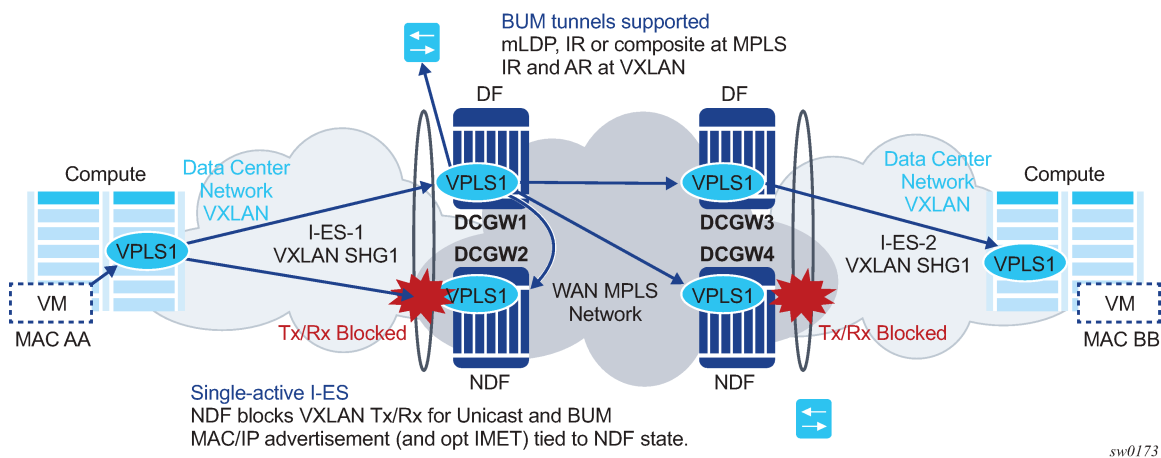 BUM tunnels supported
mLDP, IR or composite at MPLS
IR and AR at VXLAN
DF
DF
Compute
Data Center
Network
VXLAN
VPLS1
VPLS1
Data Center
Network
VXLAN
Compute
DCGW1
DCGW3
VPLS1
I-ES-1
VXLAN SHG1
DCGW2
DCGW4
I-ES-2
VXLAN SHG1
VPLS1
VM
MAC AA
VPLS1
WAN MPLS
Network
VPLS1
VM
MAC BB
Tx/Rx Blocked
Tx/Rx Blocked
NDF
NDF
Single-active I-ES
NDF blocks VXLAN Tx/Rx for Unicast and BUM
MAC/IP advertisement (and opt IMET) tied to NDF state.
sw0173